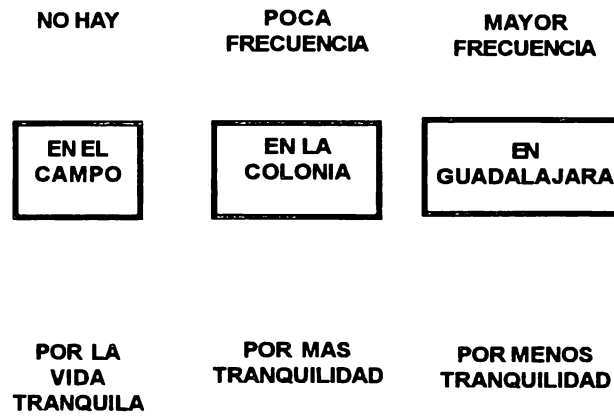 NO HAY
POCA
FRECUENCIA
MAYOR
FRECUENCIA
EN EL
CAMPO
EN LA
COLONIA
EN
GUADALAJARA
POR LA
VIDA
TRANQUILA
POR MAS
TRANQUILIDAD
POR MENOS
TRANQUILIDAD